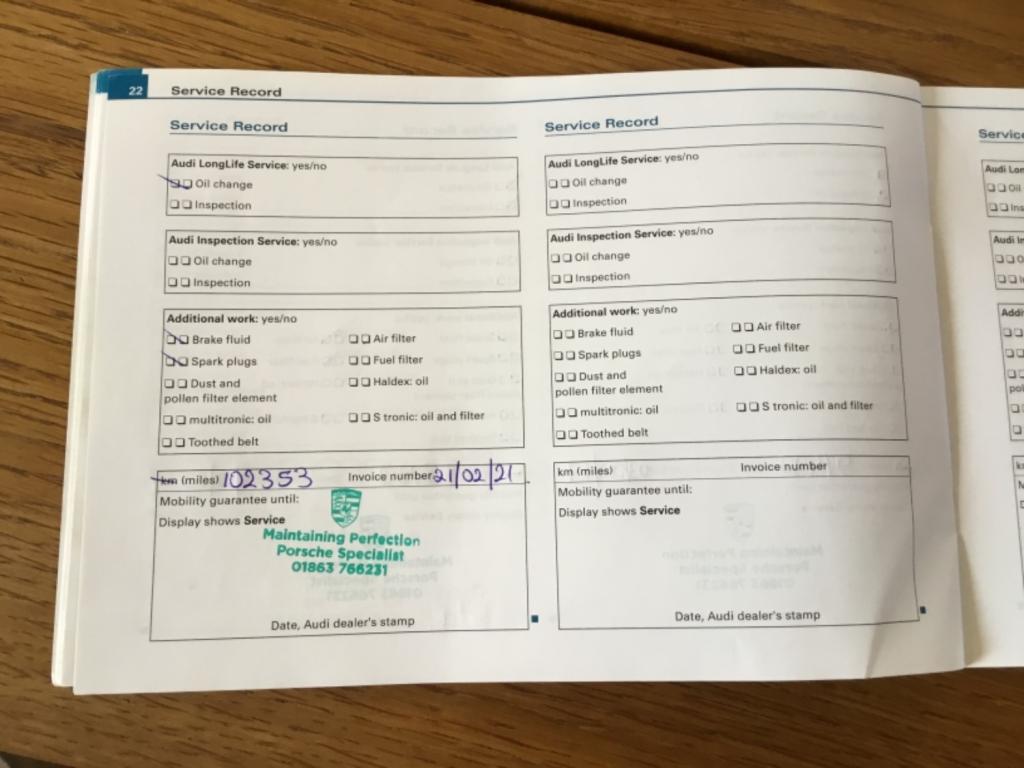 22 Service Record
Service Record
Audi LongLife Service: yes/no
Oil change
Inspection
Audi Inspection Service: yes/no
Oil change
Inspection
Additional work: yes/no
Brake fluid Air filter
Spark plugs Fuel filter
Dust and Haldex: oil
pollen filter element
multitronic: oil S tronic: oil and filter
Toothed belt
km (miles) 102353 Invoice number 21/02/21
Mobility guarantee until:
Display shows Service
Maintaining Perfection
Porsche Specialist
01863 766231
Date, Audi dealer's stamp
Service Record
Audi LongLife Service: yes/no
Oil change
Inspection
Audi Inspection Service: yes/no
Oil change
Inspection
Additional work: yes/no
Brake fluid Air filter
Spark plugs Fuel filter
Dust and Haldex: oil
pollen filter element
multitronic: oil S tronic: oil and filter
Toothed belt
km (miles) Invoice number
Mobility guarantee until:
Display shows Service
Date, Audi dealer's stamp
Service
Audi
Oil